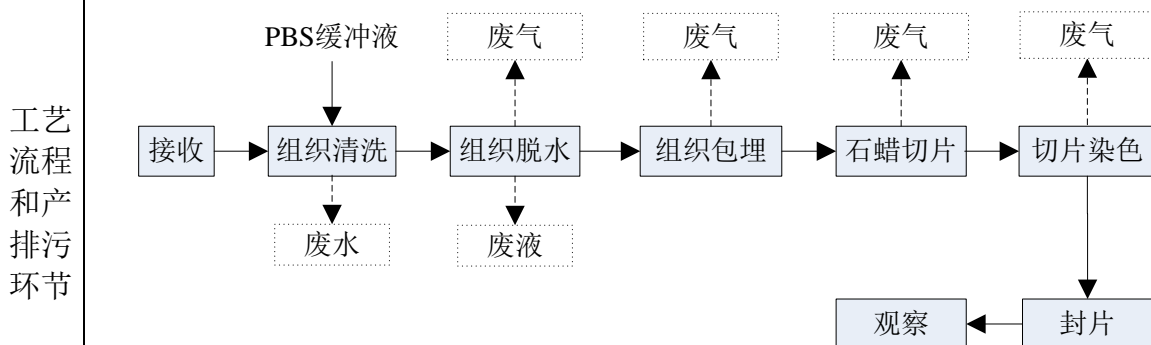 工艺
流程
和产
排污
环节
PBS缓冲液
废气
废气
废气
废气
接收
组织清洗
组织脱水
组织包埋
石蜡切片
切片染色
废水
废液
观察
封片